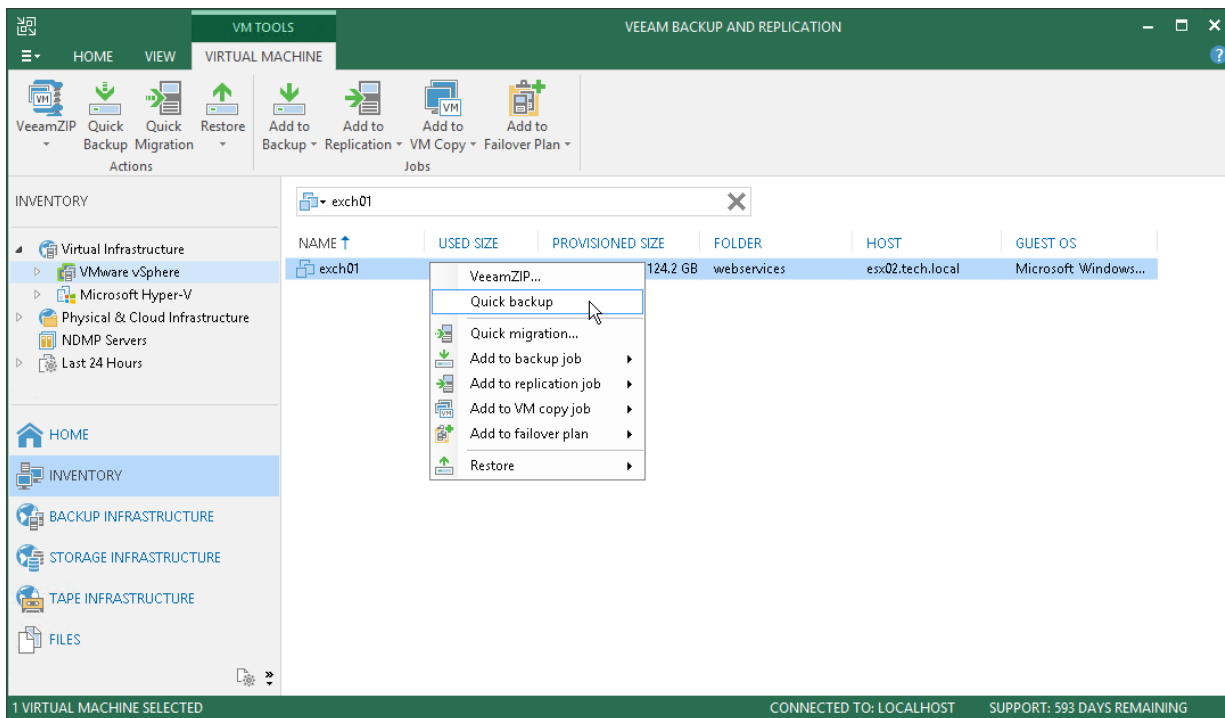 VM TOOLS
VEEAM BACKUP AND REPLICATION
HOME VIEW VIRTUAL MACHINE
?
VM
VM
VeeamZIP Quick Backup Quick Migration Restore Add to Backup Add to Replication Add to VM Copy Add to Failover Plan
Actions Jobs
INVENTORY
Virtual Infrastructure
VMware vSphere
Microsoft Hyper-V
Physical & Cloud Infrastructure
NDMP Servers
Last 24 Hours
HOME
INVENTORY
BACKUP INFRASTRUCTURE
STORAGE INFRASTRUCTURE
TAPE INFRASTRUCTURE
FILES
exch01
NAME USED SIZE PROVISIONED SIZE FOLDER HOST GUEST OS
exch01 124.2 GB webservices esx02.tech.local Microsoft Windows...
VeeamZIP...
Quick backup
Quick migration...
Add to backup job
Add to replication job
Add to VM copy job
Add to failover plan
Restore
1 VIRTUAL MACHINE SELECTED CONNECTED TO: LOCALHOST SUPPORT: 593 DAYS REMAINING